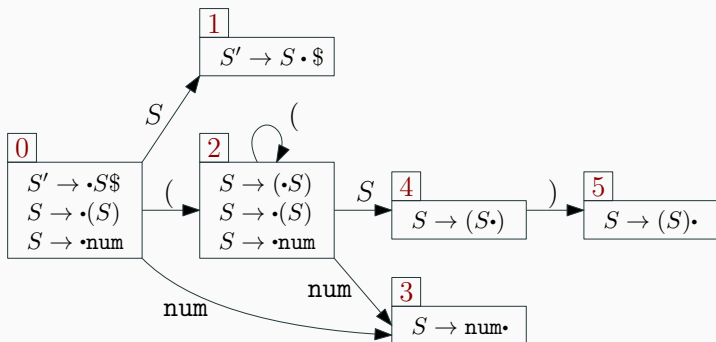 1
S′ → S • $
S
(
0
S′ → •S$
S → •(S)
S → •num
(
2
S → (•S)
S → •(S)
S → •num
S
4
S → (S•)
)
5
S → (S)•
num
num
3
S → num•